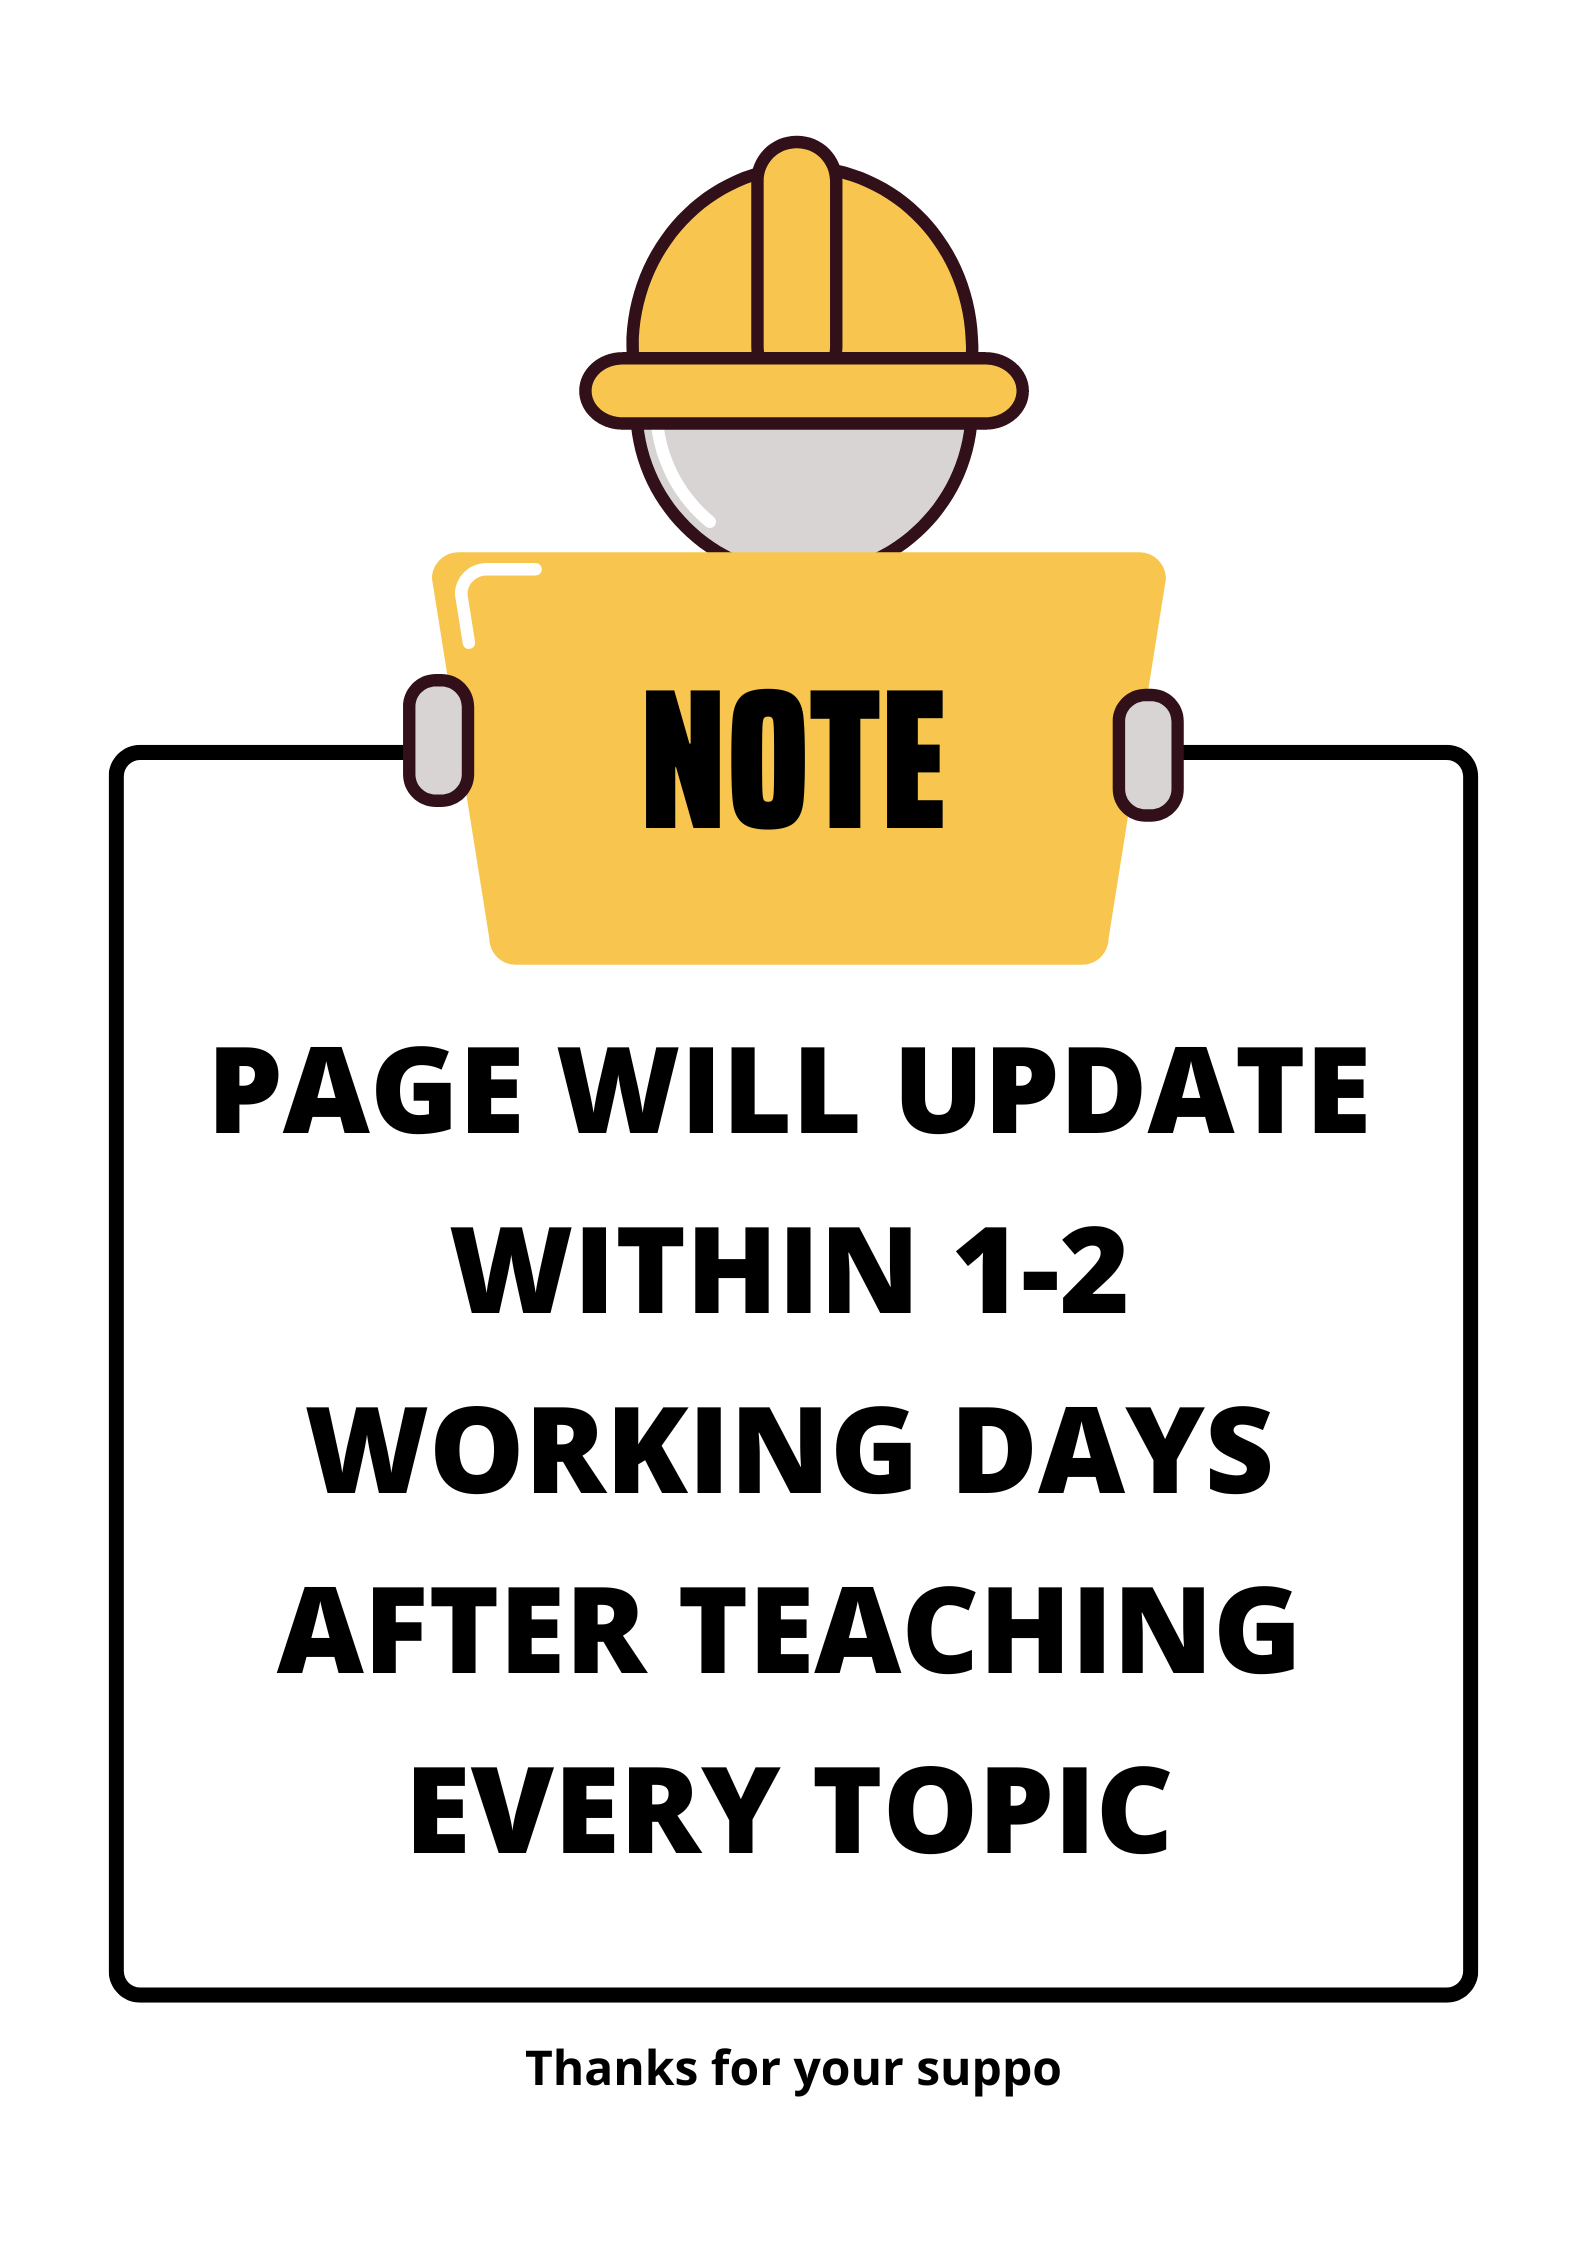 NOTE
PAGE WILL UPDATE
WITHIN 1-2
WORKING DAYS
AFTER TEACHING
EVERY TOPIC
Thanks for your suppo